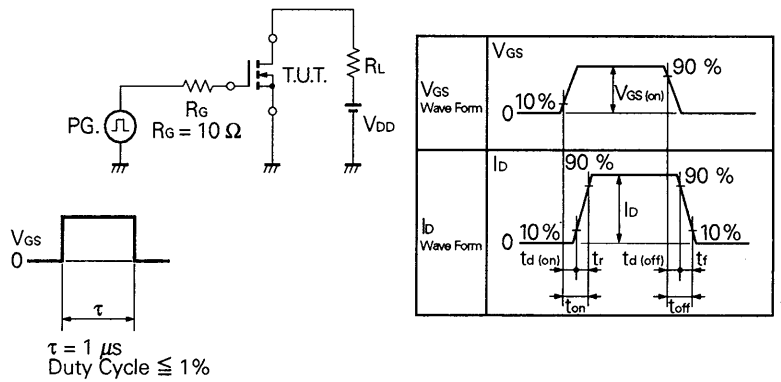 T.U.T.
RL
RG
RG = 10 Ω
PG.
VDD
VGS
0
τ
τ = 1 μs
Duty Cycle ≦ 1%
VGS
Wave Form
VGS
90 %
VGS (on)
10 %
0
ID
Wave Form
ID
90 %
90 %
ID
0
10 %
10 %
td (on)
tr
td (off)
tf
ton
toff